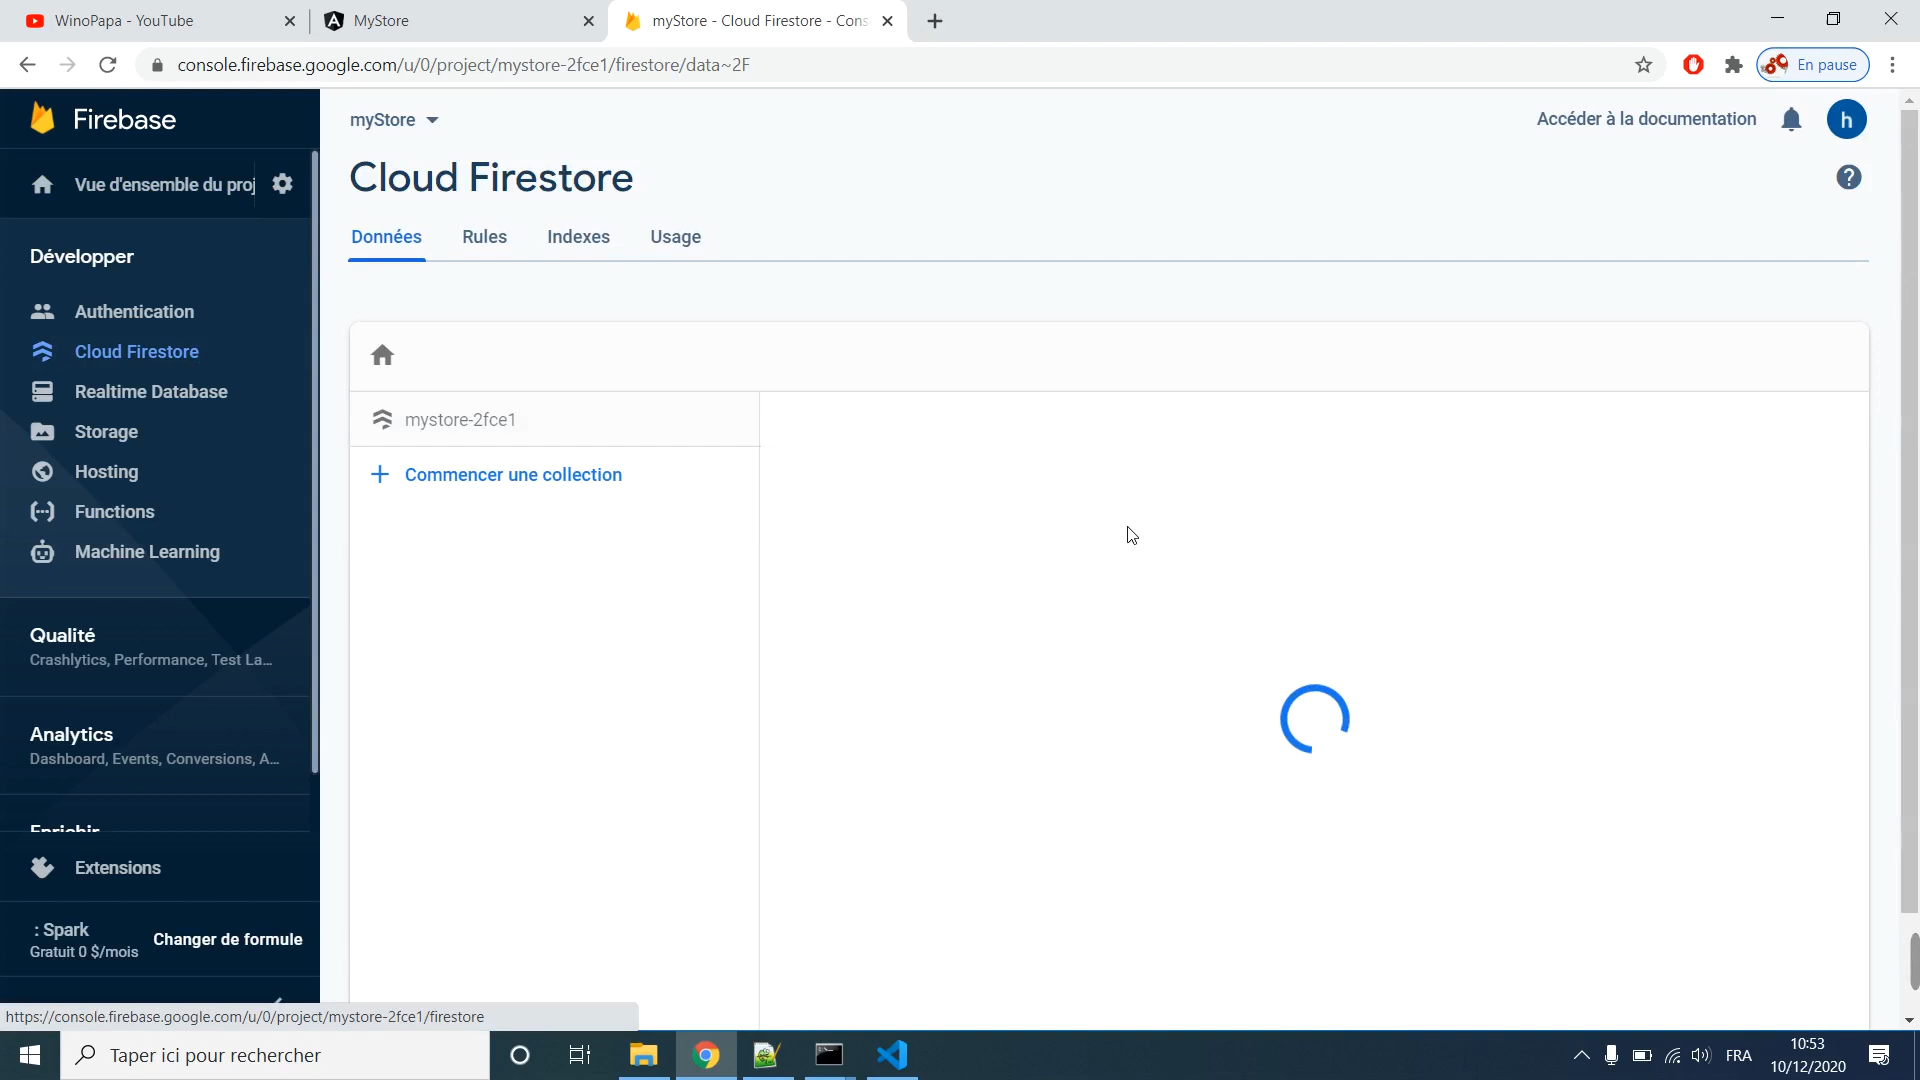 WinoPapa - YouTube
MyStore
myStore - Cloud Firestore - Cons
console.firebase.google.com/u/0/project/mystore-2fce1/firestore/data~2F
En pause
Firebase
myStore
Accéder à la documentation
h
Vue d'ensemble du proj
Cloud Firestore
?
Données
Rules
Indexes
Usage
Développer
Authentication
Cloud Firestore
Realtime Database
Storage
Hosting
Functions
Machine Learning
mystore-2fce1
Commencer une collection
Qualité
Crashlytics, Performance, Test La...
Analytics
Dashboard, Events, Conversions, A...
Enrichir
Extensions
: Spark
Gratuit 0 $/mois
Changer de formule
https://console.firebase.google.com/u/0/project/mystore-2fce1/firestore
Taper ici pour rechercher
FRA
10:53
10/12/2020